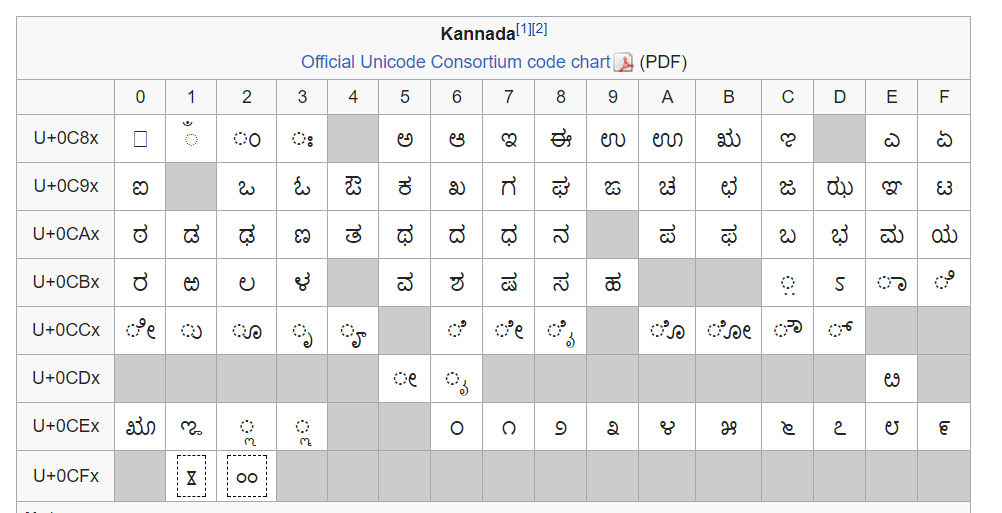 Kannada[1][2]
Official Unicode Consortium code chart (PDF)
0 1 2 3 4 5 6 7 8 9 A B C D E F
U+0C8x ಁ ಂ ಃ ಅ ಆ ಇ ಈ ಉ ಊ ಋ ಌ ಎ ಏ
U+0C9x ಐ ಒ ಓ ಔ ಕ ಖ ಗ ಘ ಙ ಚ ಛ ಜ ಝ ಞ ಟ
U+0CAx ಠ ಡ ಢ ಣ ತ ಥ ದ ಧ ನ ಪ ಫ ಬ ಭ ಮ ಯ
U+0CBx ರ ಱ ಲ ಳ ವ ಶ ಷ ಸ ಹ ಼ ಽ ಾ ಿ
U+0CCx ೀ ು ೂ ೃ ೄ ೆ ೇ ೈ ೊ ೋ ೌ ್
U+0CDx ೕ ೖ ೞ
U+0CEx ೠ ೡ ೢ ೣ ೦ ೧ ೨ ೩ ೪ ೫ ೬ ೭ ೮ ೯
U+0CFx ೱ ೲ